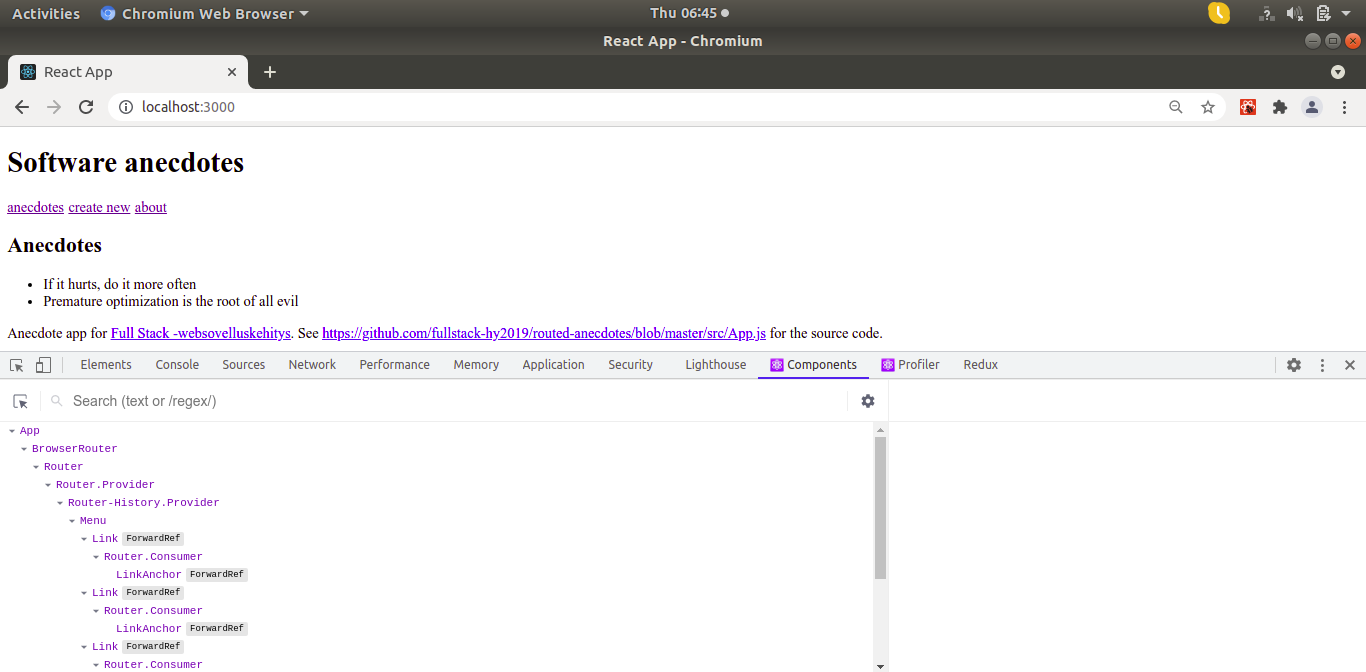 Activities Chromium Web Browser Thu 06:45
React App - Chromium
React App
localhost:3000
Software anecdotes
anecdotes create new about
Anecdotes
If it hurts, do it more often
Premature optimization is the root of all evil
Anecdote app for Full Stack -websovelluskehitys. See https://github.com/fullstack-hy2019/routed-anecdotes/blob/master/src/App.js for the source code.
Elements Console Sources Network Performance Memory Application Security Lighthouse Components Profiler Redux
Search (text or /regex/)
App
BrowserRouter
Router
Router.Provider
Router-History.Provider
Menu
Link ForwardRef
Router.Consumer
LinkAnchor ForwardRef
Link ForwardRef
Router.Consumer
LinkAnchor ForwardRef
Link ForwardRef
Router.Consumer